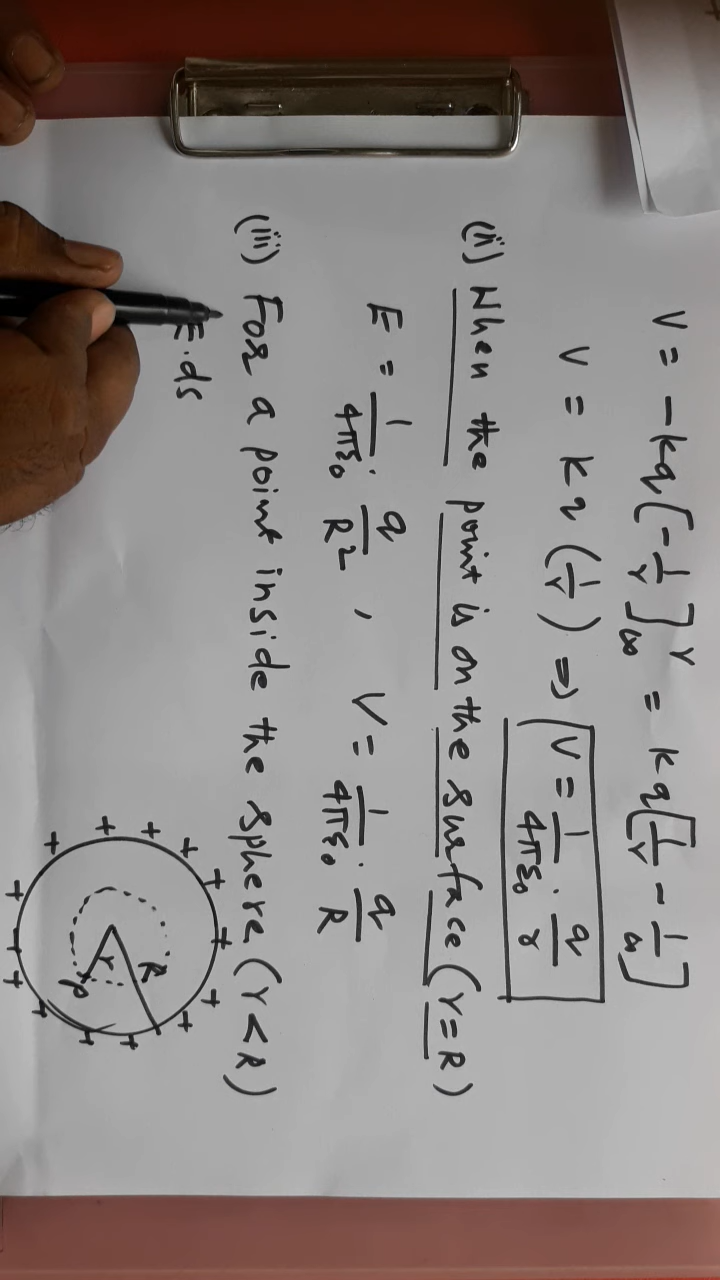 V = -kq[-1/r]^r_∞ = kq[1/r - 1/∞]
V = kq(1/r) ⇒ V = 1/4πε₀ . q/r
(ii) When the point is on the surface (r=R)
E = 1/4πε₀ . q/R² , V = 1/4πε₀ . q/R
(iii) For a point inside the sphere (r<R)
E.ds
+ + + + + + + + + + + + + +
R
r
P